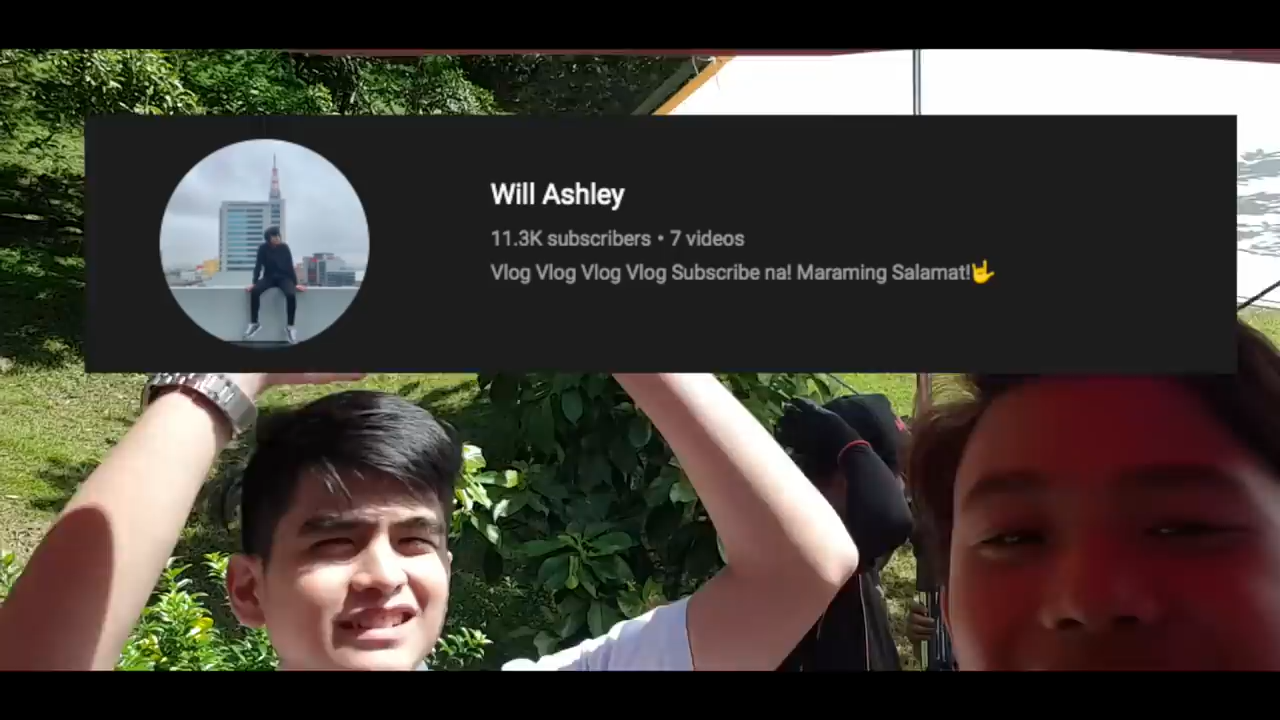 Will Ashley
11.3K subscribers • 7 videos
Vlog Vlog Vlog Vlog Subscribe na! Maraming Salamat!🤟